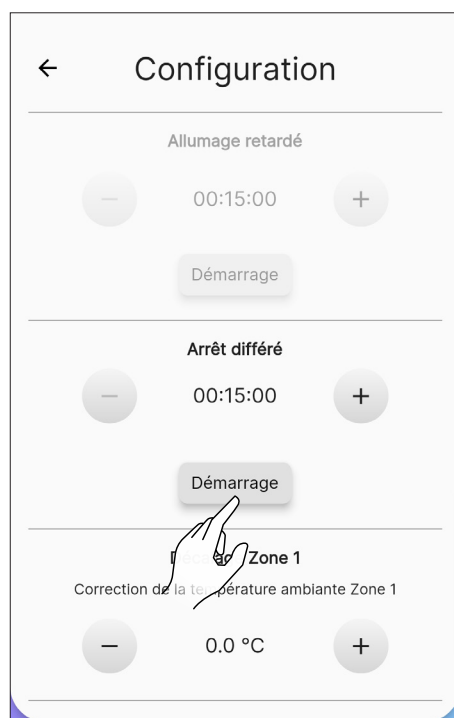 Configuration
Allumage retardé
− 00:15:00 +
Démarrage
Arrêt différé
− 00:15:00 +
Démarrage
Zone 1
Correction de la température ambiante Zone 1
− 0.0 °C +